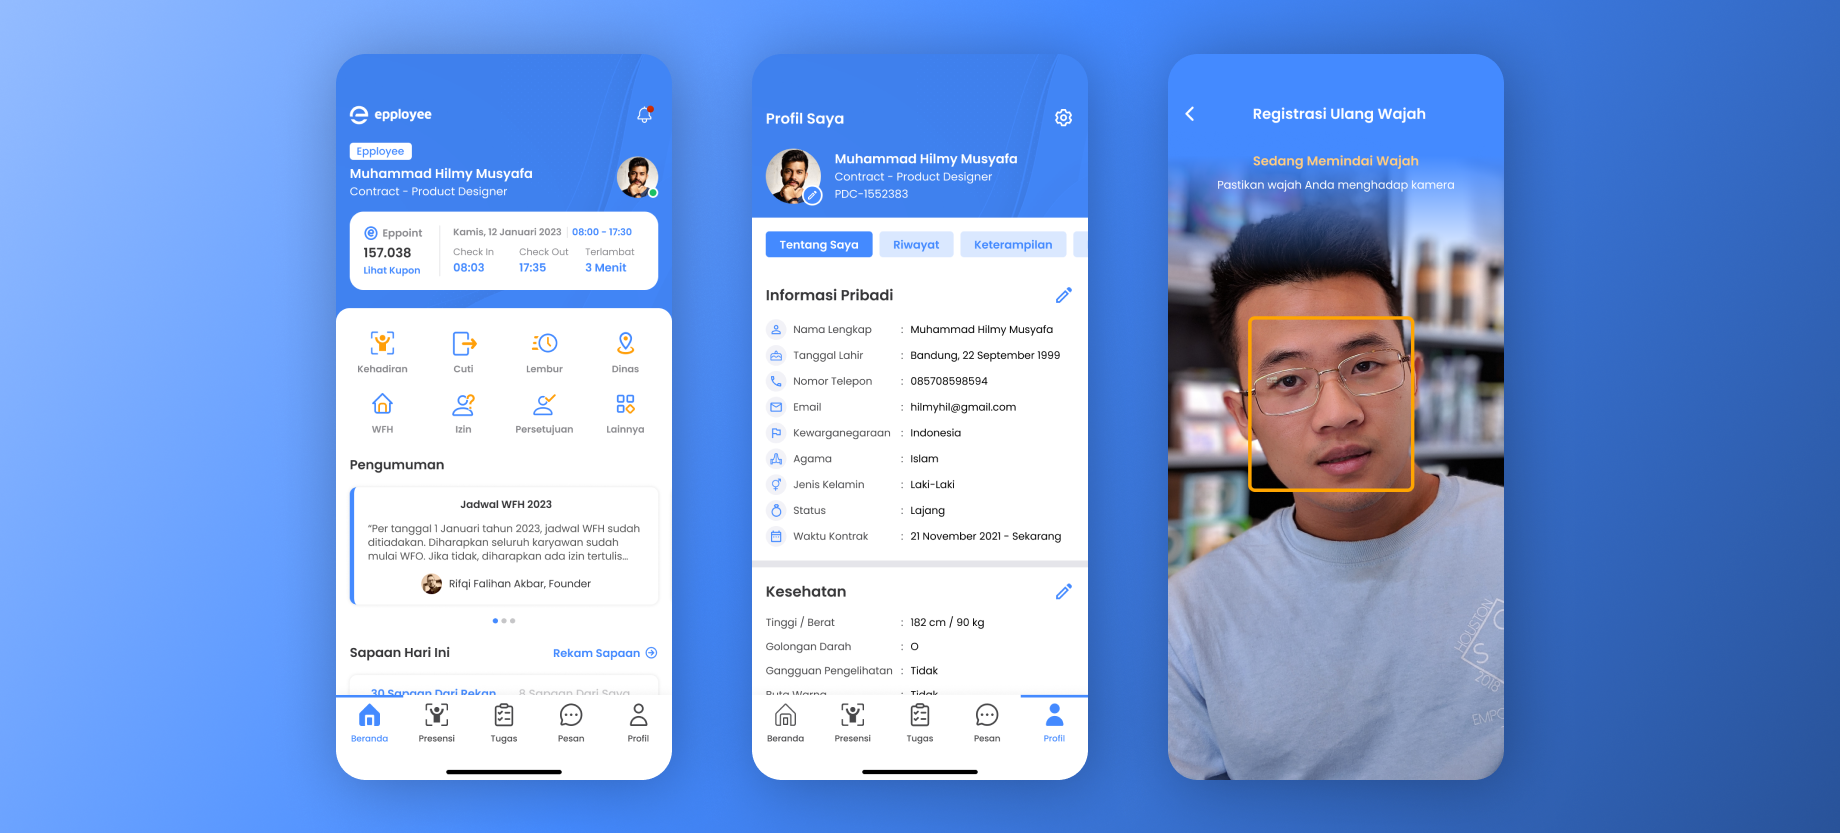 epployee
Epployee
Muhammad Hilmy Musyafa
Contract - Product Designer
Eppoint
157.038
Lihat Kupon
Kamis, 12 Januari 2023 | 08:00 - 17:30
Check In Check Out Terlambat
08:03 17:35 3 Menit
Kehadiran Cuti Lembur Dinas
WFH Izin Persetujuan Lainnya
Pengumuman
Jadwal WFH 2023
“Per tanggal 1 Januari tahun 2023, jadwal WFH sudah
ditiadakan. Diharapkan seluruh karyawan sudah
mulai WFO. Jika tidak, diharapkan ada izin tertulis...
Rifqi Falihan Akbar, Founder
Sapaan Hari Ini Rekam Sapaan
30 Sapaan Dari Rekan 8 Sapaan Dari Saya
Beranda Presensi Tugas Pesan Profil
Profil Saya
Muhammad Hilmy Musyafa
Contract - Product Designer
PDC-1552383
Tentang Saya Riwayat Keterampilan
Informasi Pribadi
Nama Lengkap : Muhammad Hilmy Musyafa
Tanggal Lahir : Bandung, 22 September 1999
Nomor Telepon : 085708598594
Email : hilmyhil@gmail.com
Kewarganegaraan : Indonesia
Agama : Islam
Jenis Kelamin : Laki-Laki
Status : Lajang
Waktu Kontrak : 21 November 2021 - Sekarang
Kesehatan
Tinggi / Berat : 182 cm / 90 kg
Golongan Darah : O
Gangguan Pengelihatan : Tidak
Buta Warna : Tidak
Beranda Presensi Tugas Pesan Profil
Registrasi Ulang Wajah
Sedang Memindai Wajah
Pastikan wajah Anda menghadap kamera
HOUSTON
S
2018